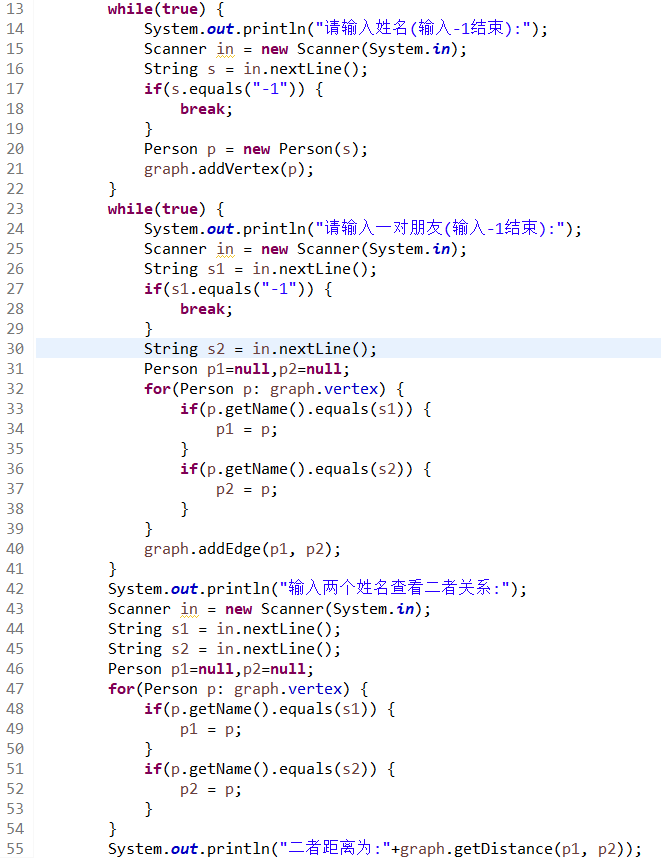 13 while(true) {
14 System.out.println("请输入姓名(输入-1结束):");
15 Scanner in = new Scanner(System.in);
16 String s = in.nextLine();
17 if(s.equals("-1")) {
18 break;
19 }
20 Person p = new Person(s);
21 graph.addVertex(p);
22 }
23 while(true) {
24 System.out.println("请输入一对朋友(输入-1结束):");
25 Scanner in = new Scanner(System.in);
26 String s1 = in.nextLine();
27 if(s1.equals("-1")) {
28 break;
29 }
30 String s2 = in.nextLine();
31 Person p1=null,p2=null;
32 for(Person p: graph.vertex) {
33 if(p.getName().equals(s1)) {
34 p1 = p;
35 }
36 if(p.getName().equals(s2)) {
37 p2 = p;
38 }
39 }
40 graph.addEdge(p1, p2);
41 }
42 System.out.println("输入两个姓名查看二者关系:");
43 Scanner in = new Scanner(System.in);
44 String s1 = in.nextLine();
45 String s2 = in.nextLine();
46 Person p1=null,p2=null;
47 for(Person p: graph.vertex) {
48 if(p.getName().equals(s1)) {
49 p1 = p;
50 }
51 if(p.getName().equals(s2)) {
52 p2 = p;
53 }
54 }
55 System.out.println("二者距离为:"+graph.getDistance(p1, p2));